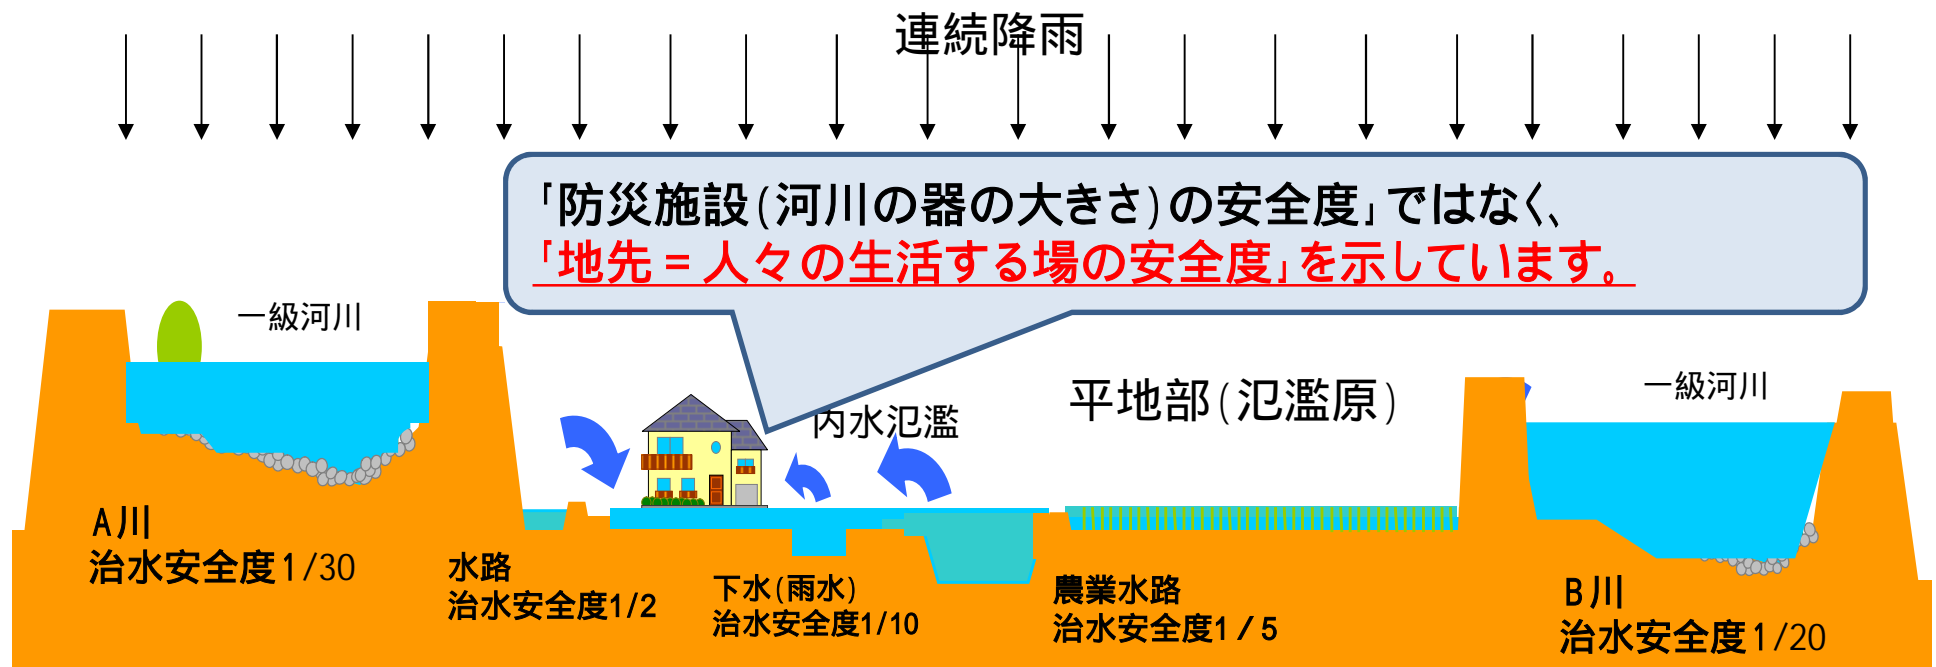 連続降雨
「防災施設(河川の器の大きさ)の安全度」ではなく、
「地先=人々の生活する場の安全度」を示しています。
一級河川
内水氾濫
平地部(氾濫原)
一級河川
A川
治水安全度1/30
水路
治水安全度1/2
下水(雨水)
治水安全度1/10
農業水路
治水安全度1/5
B川
治水安全度1/20